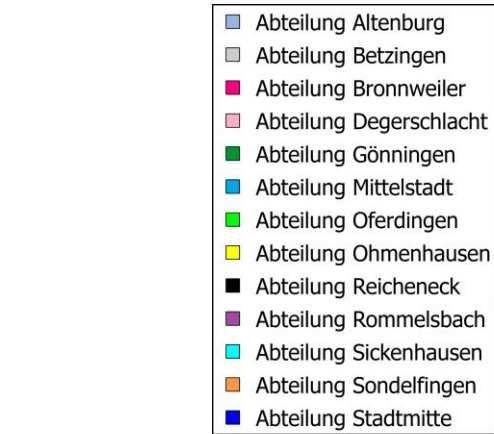 Abteilung Altenburg
Abteilung Betzingen
Abteilung Bronnweiler
Abteilung Degerschlacht
Abteilung Gönningen
Abteilung Mittelstadt
Abteilung Oferdingen
Abteilung Ohmenhausen
Abteilung Reicheneck
Abteilung Rommelsbach
Abteilung Sickenhausen
Abteilung Sondelfingen
Abteilung Stadtmitte